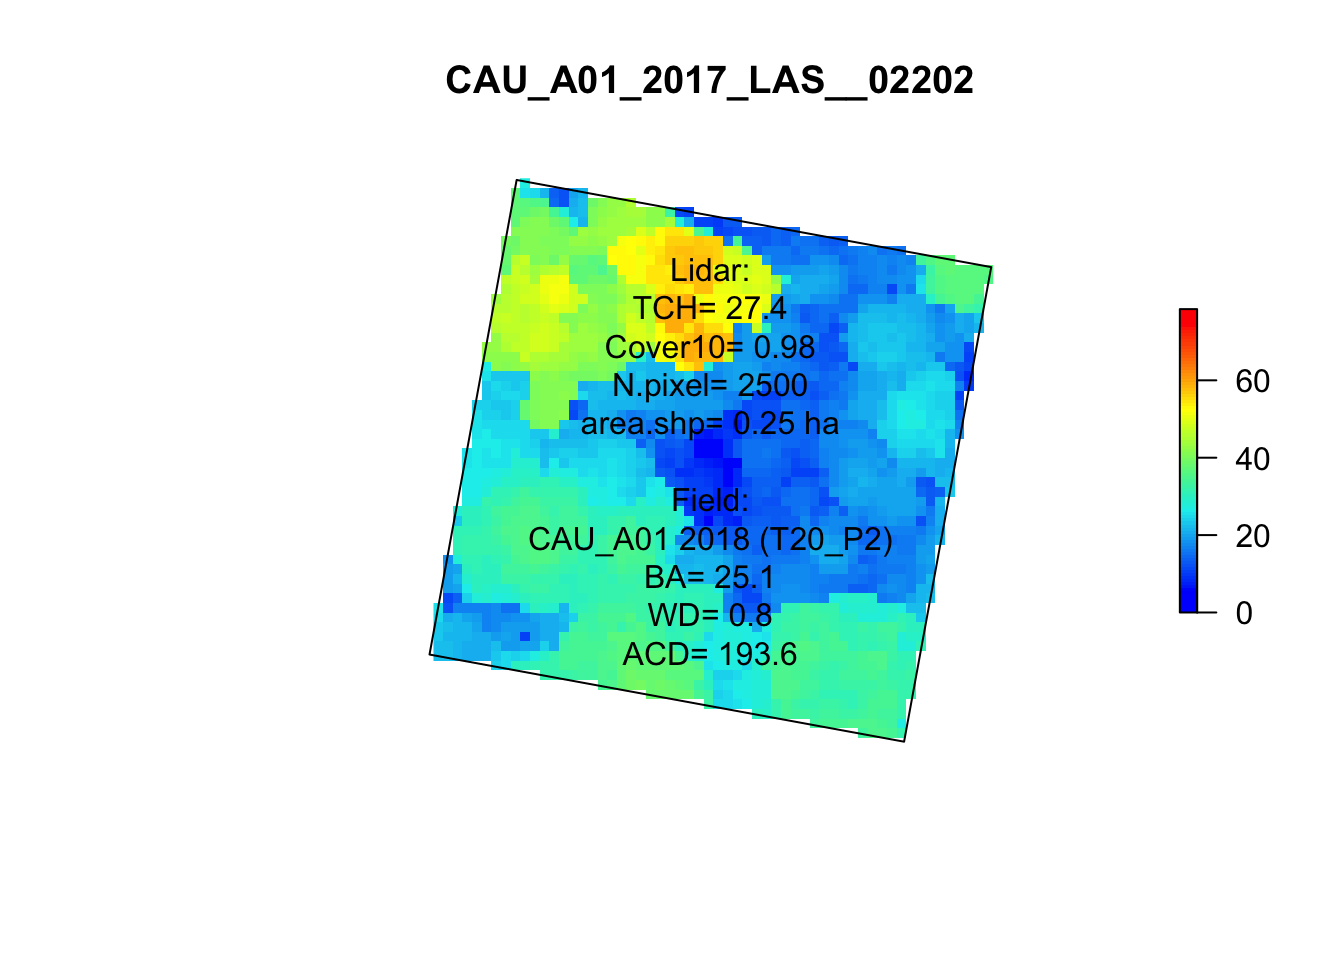 CAU_A01_2017_LAS__02202
Lidar:
TCH= 27.4
Cover10= 0.98
N.pixel= 2500
area.shp= 0.25 ha
Field:
CAU_A01 2018 (T20_P2)
BA= 25.1
WD= 0.8
ACD= 193.6
60
40
20
0